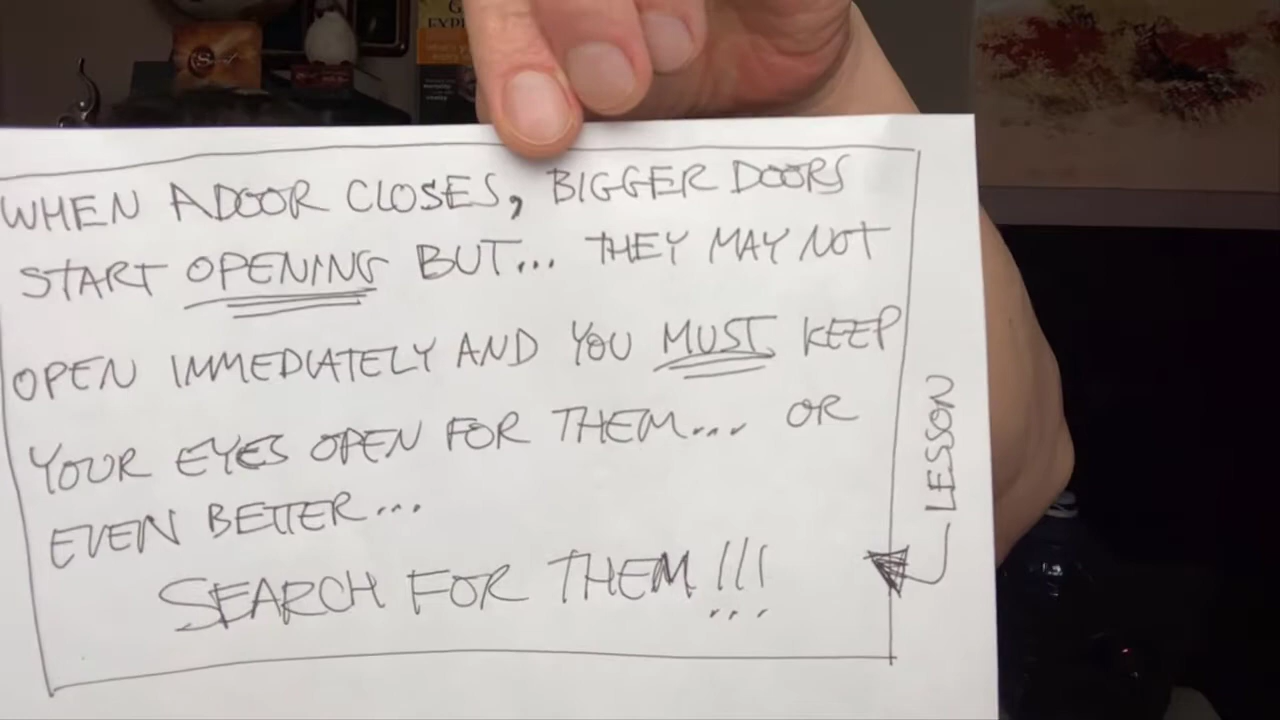 WHEN A DOOR CLOSES, BIGGER DOORS
START OPENING BUT... THEY MAY NOT
OPEN IMMEDIATELY AND YOU MUST KEEP
YOUR EYES OPEN FOR THEM... OR
EVEN BETTER...
SEARCH FOR THEM!!!
LESSON